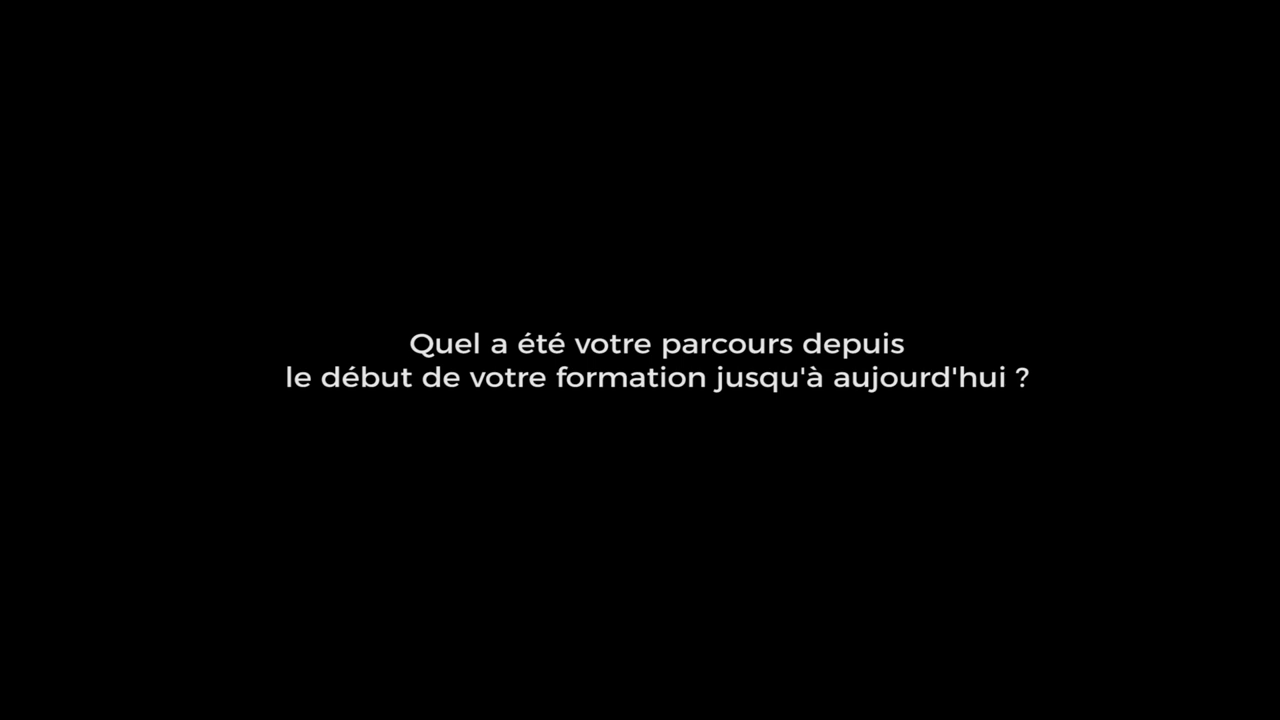 Quel a été votre parcours depuis
le début de votre formation jusqu'à aujourd'hui ?